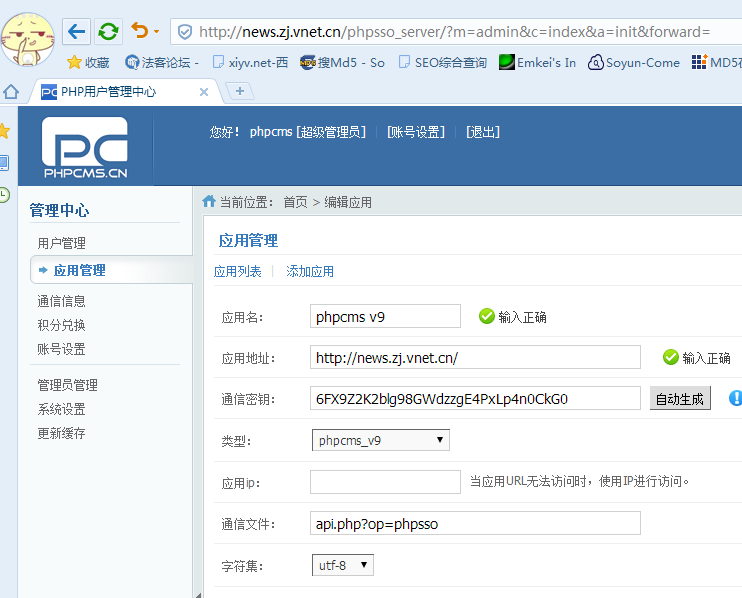 http://news.zj.vnet.cn/phpsso_server/?m=admin&c=index&a=init&forward=
收藏 法客论坛 - xiyv.net-西 搜Md5 - So SEO综合查询 Emkei's In Soyun-Come MD5在
PC PHP用户管理中心
PC
PHPCMS.CN
您好！ phpcms [超级管理员] [账号设置] [退出]
管理中心
用户管理
应用管理
通信信息
积分兑换
账号设置
管理员管理
系统设置
更新缓存
当前位置： 首页 > 编辑应用
应用管理
应用列表 添加应用
应用名： phpcms v9 输入正确
应用地址： http://news.zj.vnet.cn/ 输入正确
通信密钥： 6FX9Z2K2blg98GWdzzgE4PxLp4n0CkG0 自动生成
类型： phpcms_v9
应用ip： 当应用URL无法访问时，使用IP进行访问。
通信文件： api.php?op=phpsso
字符集： utf-8